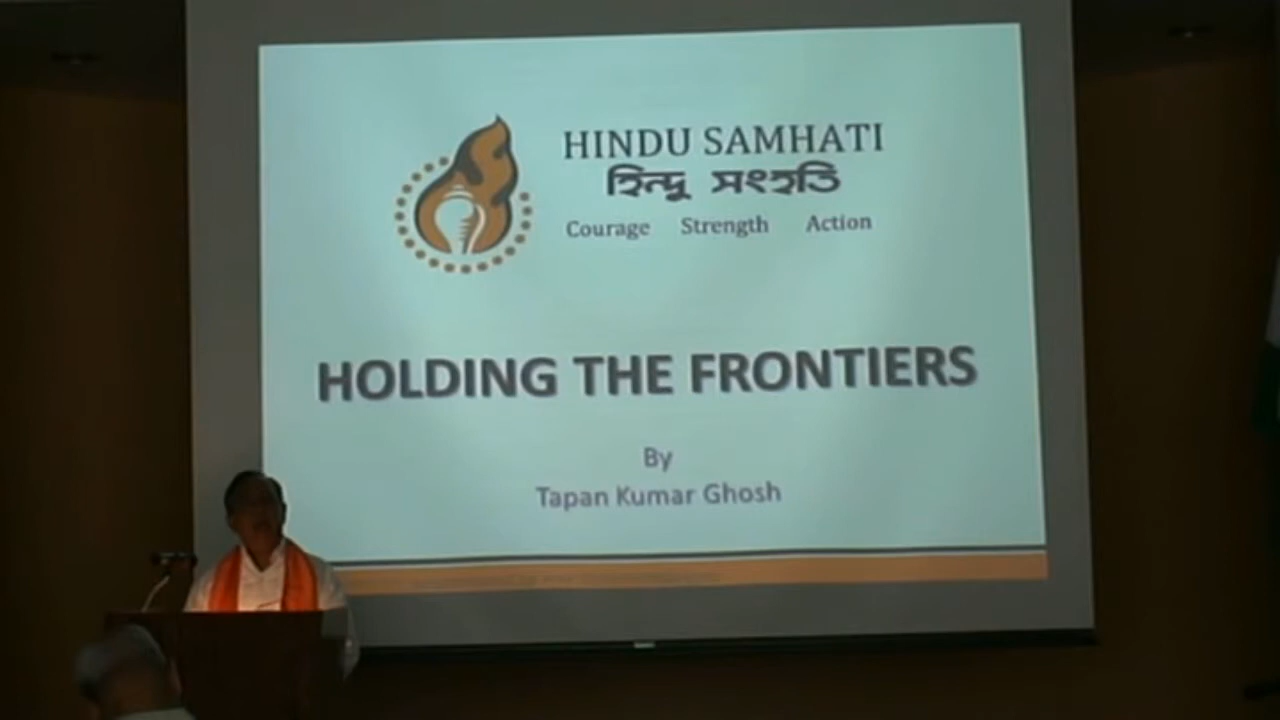 HINDU SAMHATI
হিন্দু সংহতি
Courage Strength Action
HOLDING THE FRONTIERS
By
Tapan Kumar Ghosh